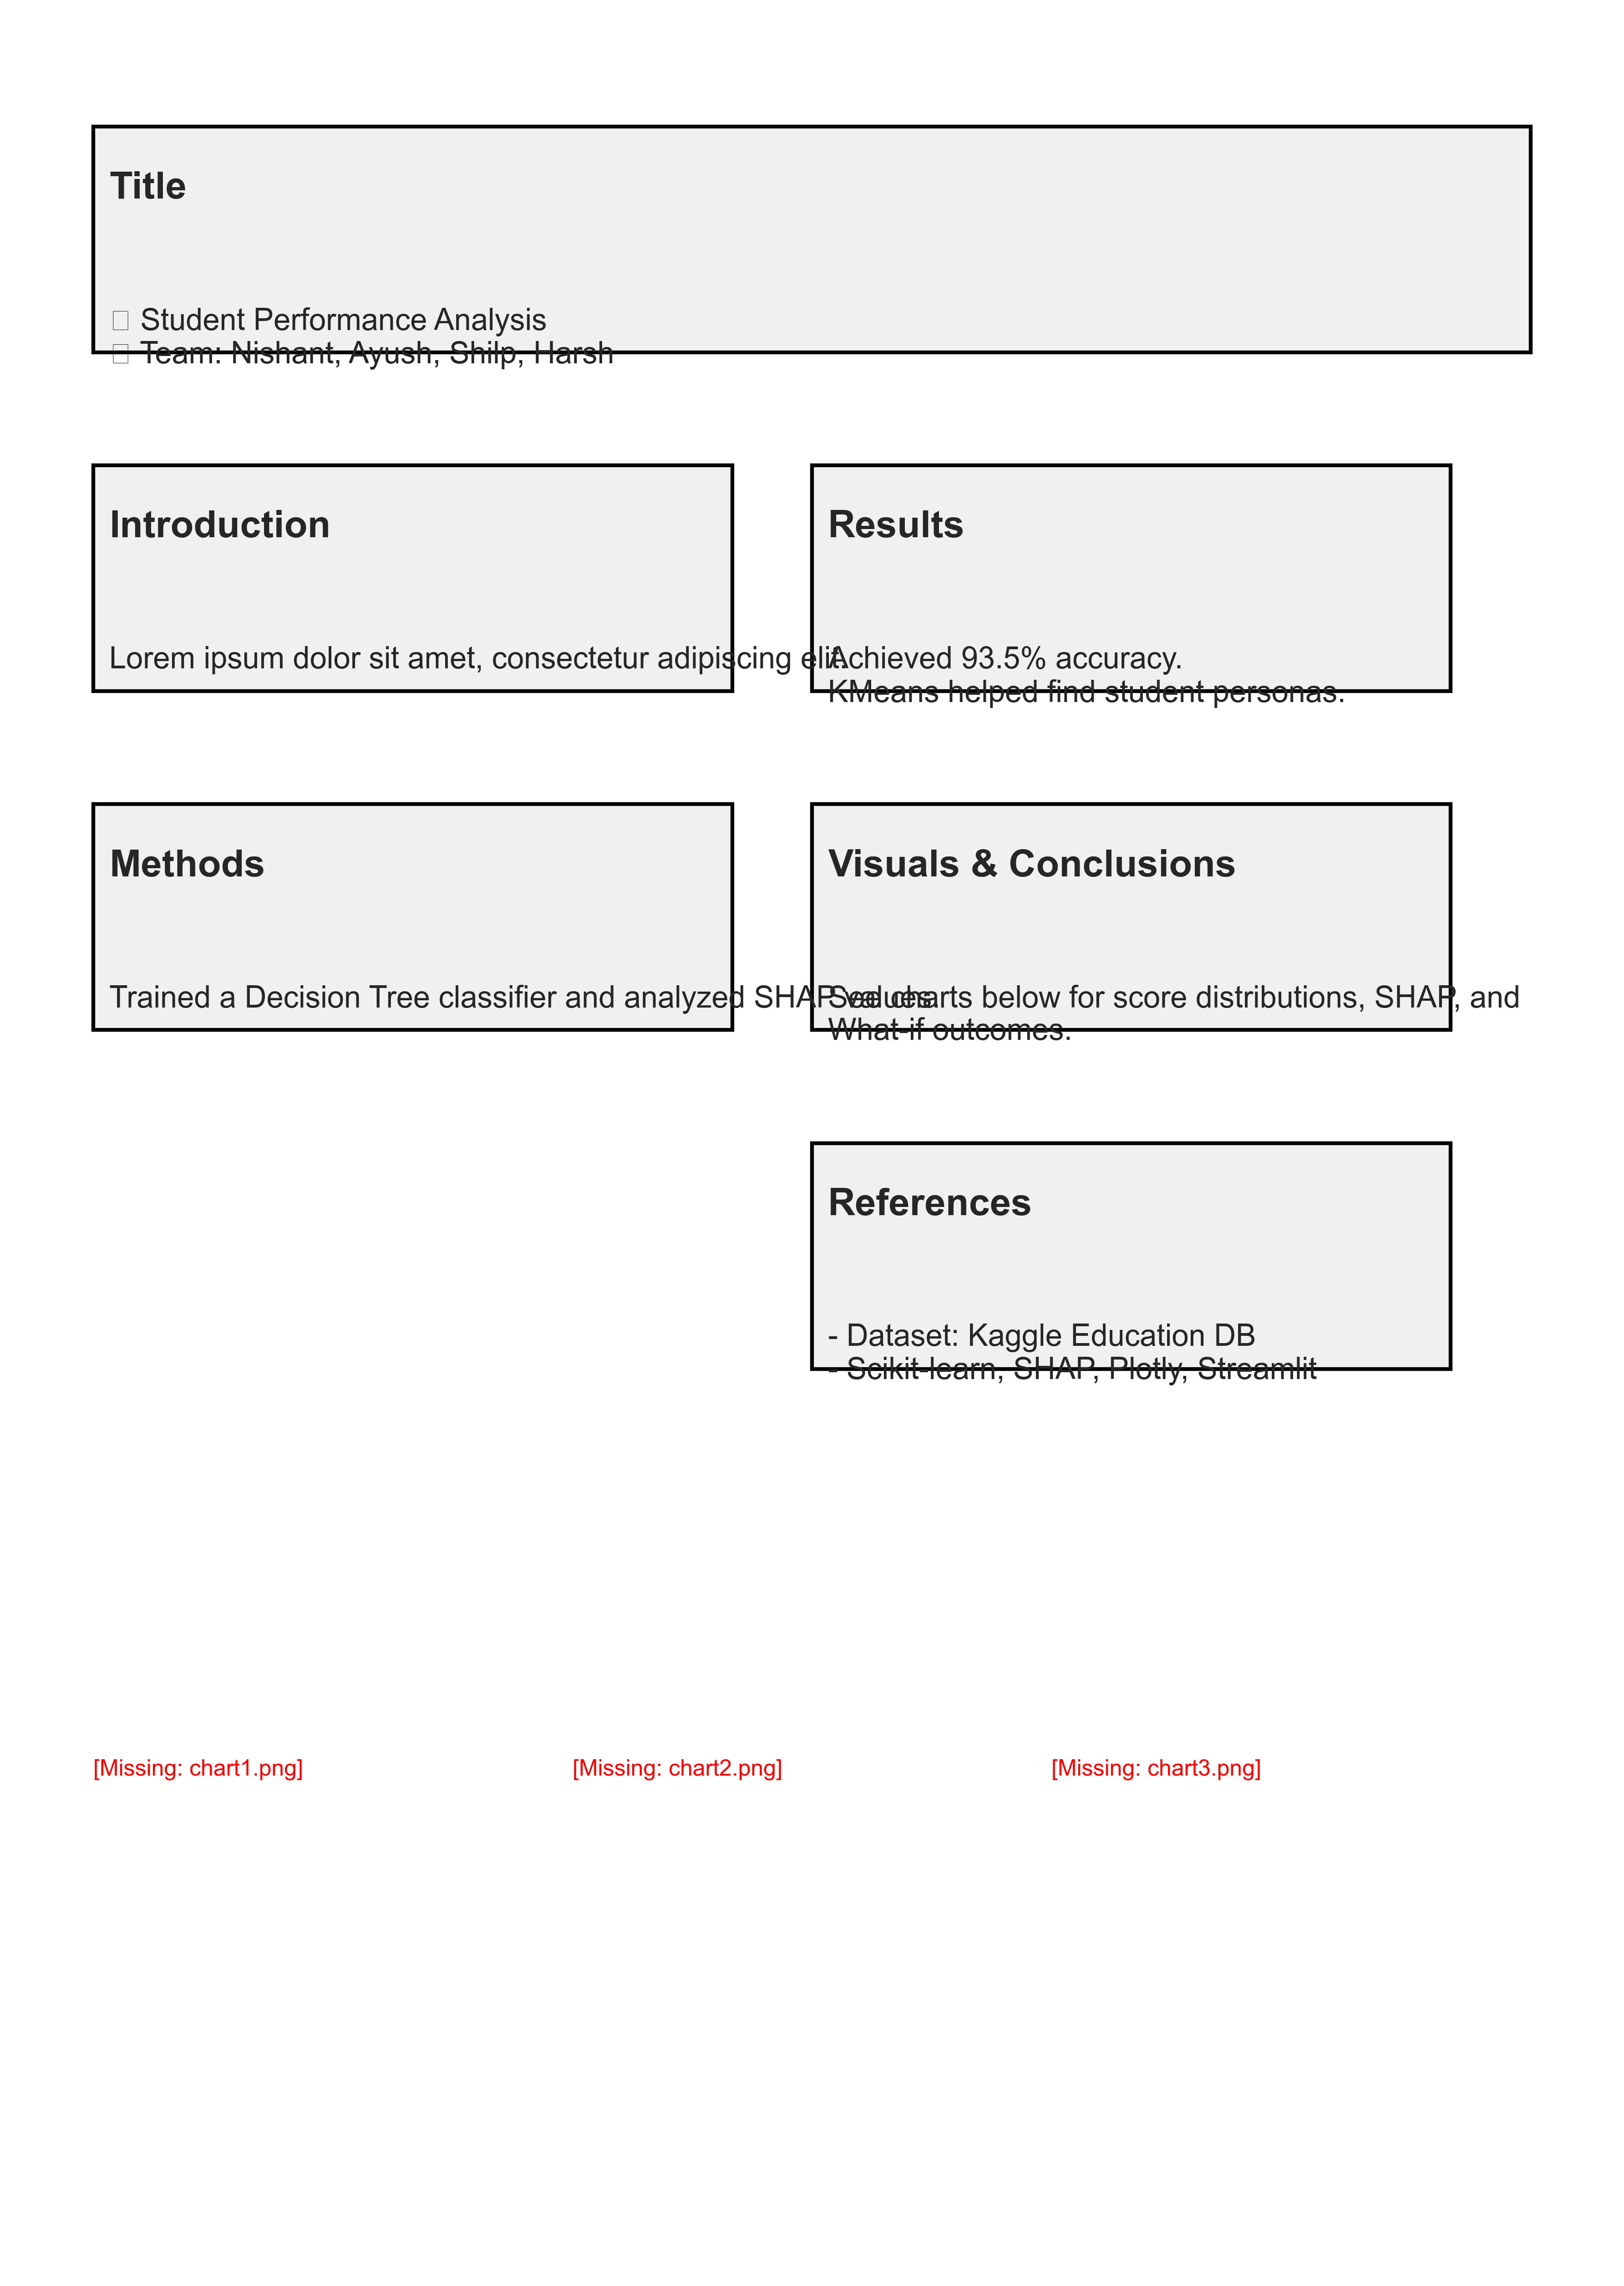 Title
Student Performance Analysis
Team: Nishant, Ayush, Shilp, Harsh
Introduction
Lorem ipsum dolor sit amet, consectetur adipiscing elit.
Methods
Trained a Decision Tree classifier and analyzed SHAP values.
Results
Achieved 93.5% accuracy.
KMeans helped find student personas.
Visuals & Conclusions
See charts below for score distributions, SHAP, and
What-if outcomes.
References
- Dataset: Kaggle Education DB
- Scikit-learn, SHAP, Plotly, Streamlit
[Missing: chart1.png]
[Missing: chart2.png]
[Missing: chart3.png]